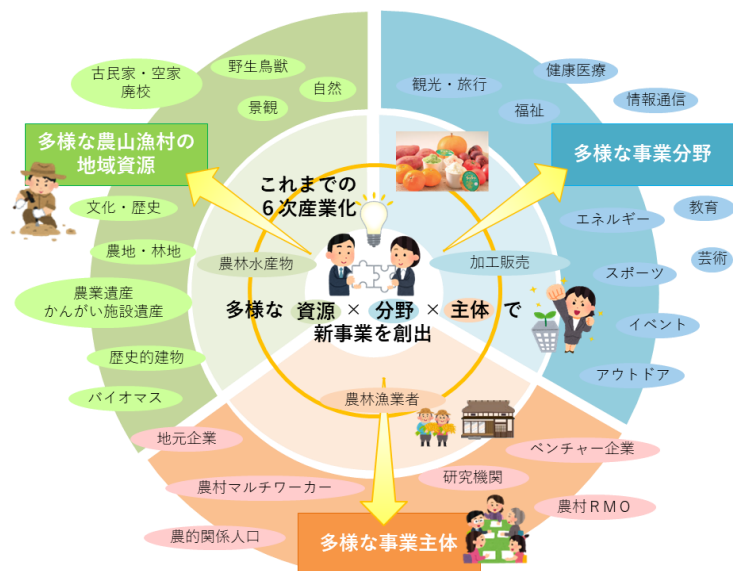 古民家・空家
廃校
野生鳥獣
景観
自然
多様な農山漁村の
地域資源
文化・歴史
農地・林地
農業遺産
かんがい施設遺産
歴史的建物
バイオマス
観光・旅行
健康医療
福祉
情報通信
多様な事業分野
教育
エネルギー
芸術
スポーツ
イベント
アウトドア
これまでの
６次産業化
農林水産物
加工販売
多様な 資源 × 分野 × 主体 で
新事業を創出
農林漁業者
地元企業
ベンチャー企業
農村マルチワーカー
研究機関
農村ＲＭＯ
農的関係人口
多様な事業主体